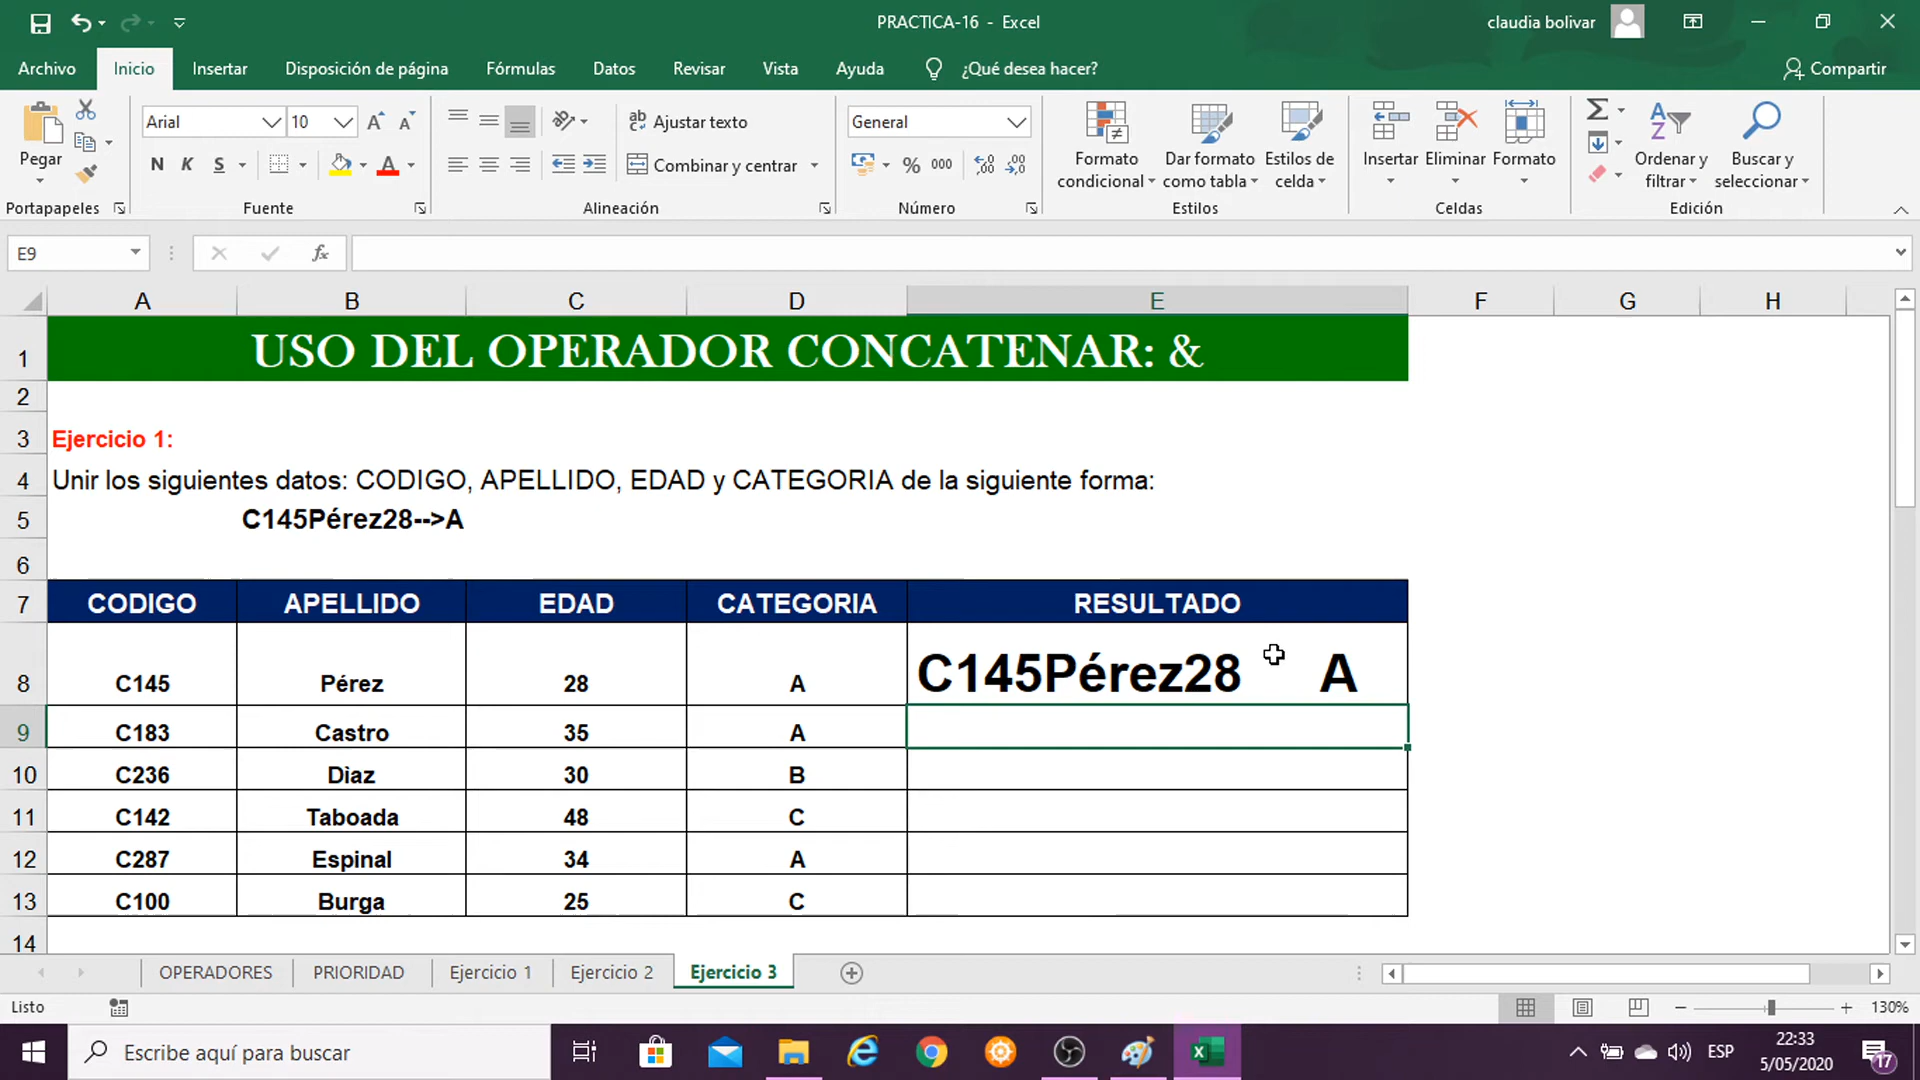 PRACTICA-16 - Excel
claudia bolivar
Archivo Inicio Insertar Disposición de página Fórmulas Datos Revisar Vista Ayuda ¿Qué desea hacer? Compartir
Pegar
Arial 10
N K S
Ajustar texto
Combinar y centrar
General
% 000
Formato condicional
Dar formato como tabla
Estilos de celda
Insertar Eliminar Formato
Ordenar y filtrar
Buscar y seleccionar
Portapapeles Fuente Alineación Número Estilos Celdas Edición
E9 fx
A B C D E F G H
1 USO DEL OPERADOR CONCATENAR: &
2
3 Ejercicio 1:
4 Unir los siguientes datos: CODIGO, APELLIDO, EDAD y CATEGORIA de la siguiente forma:
5 C145Pérez28-->A
6
7 CODIGO APELLIDO EDAD CATEGORIA RESULTADO
8 C145 Pérez 28 A C145Pérez28 A
9 C183 Castro 35 A
10 C236 Dìaz 30 B
11 C142 Taboada 48 C
12 C287 Espinal 34 A
13 C100 Burga 25 C
14
OPERADORES PRIORIDAD Ejercicio 1 Ejercicio 2 Ejercicio 3
Listo 130%
Escribe aquí para buscar
ESP
22:33
5/05/2020
17